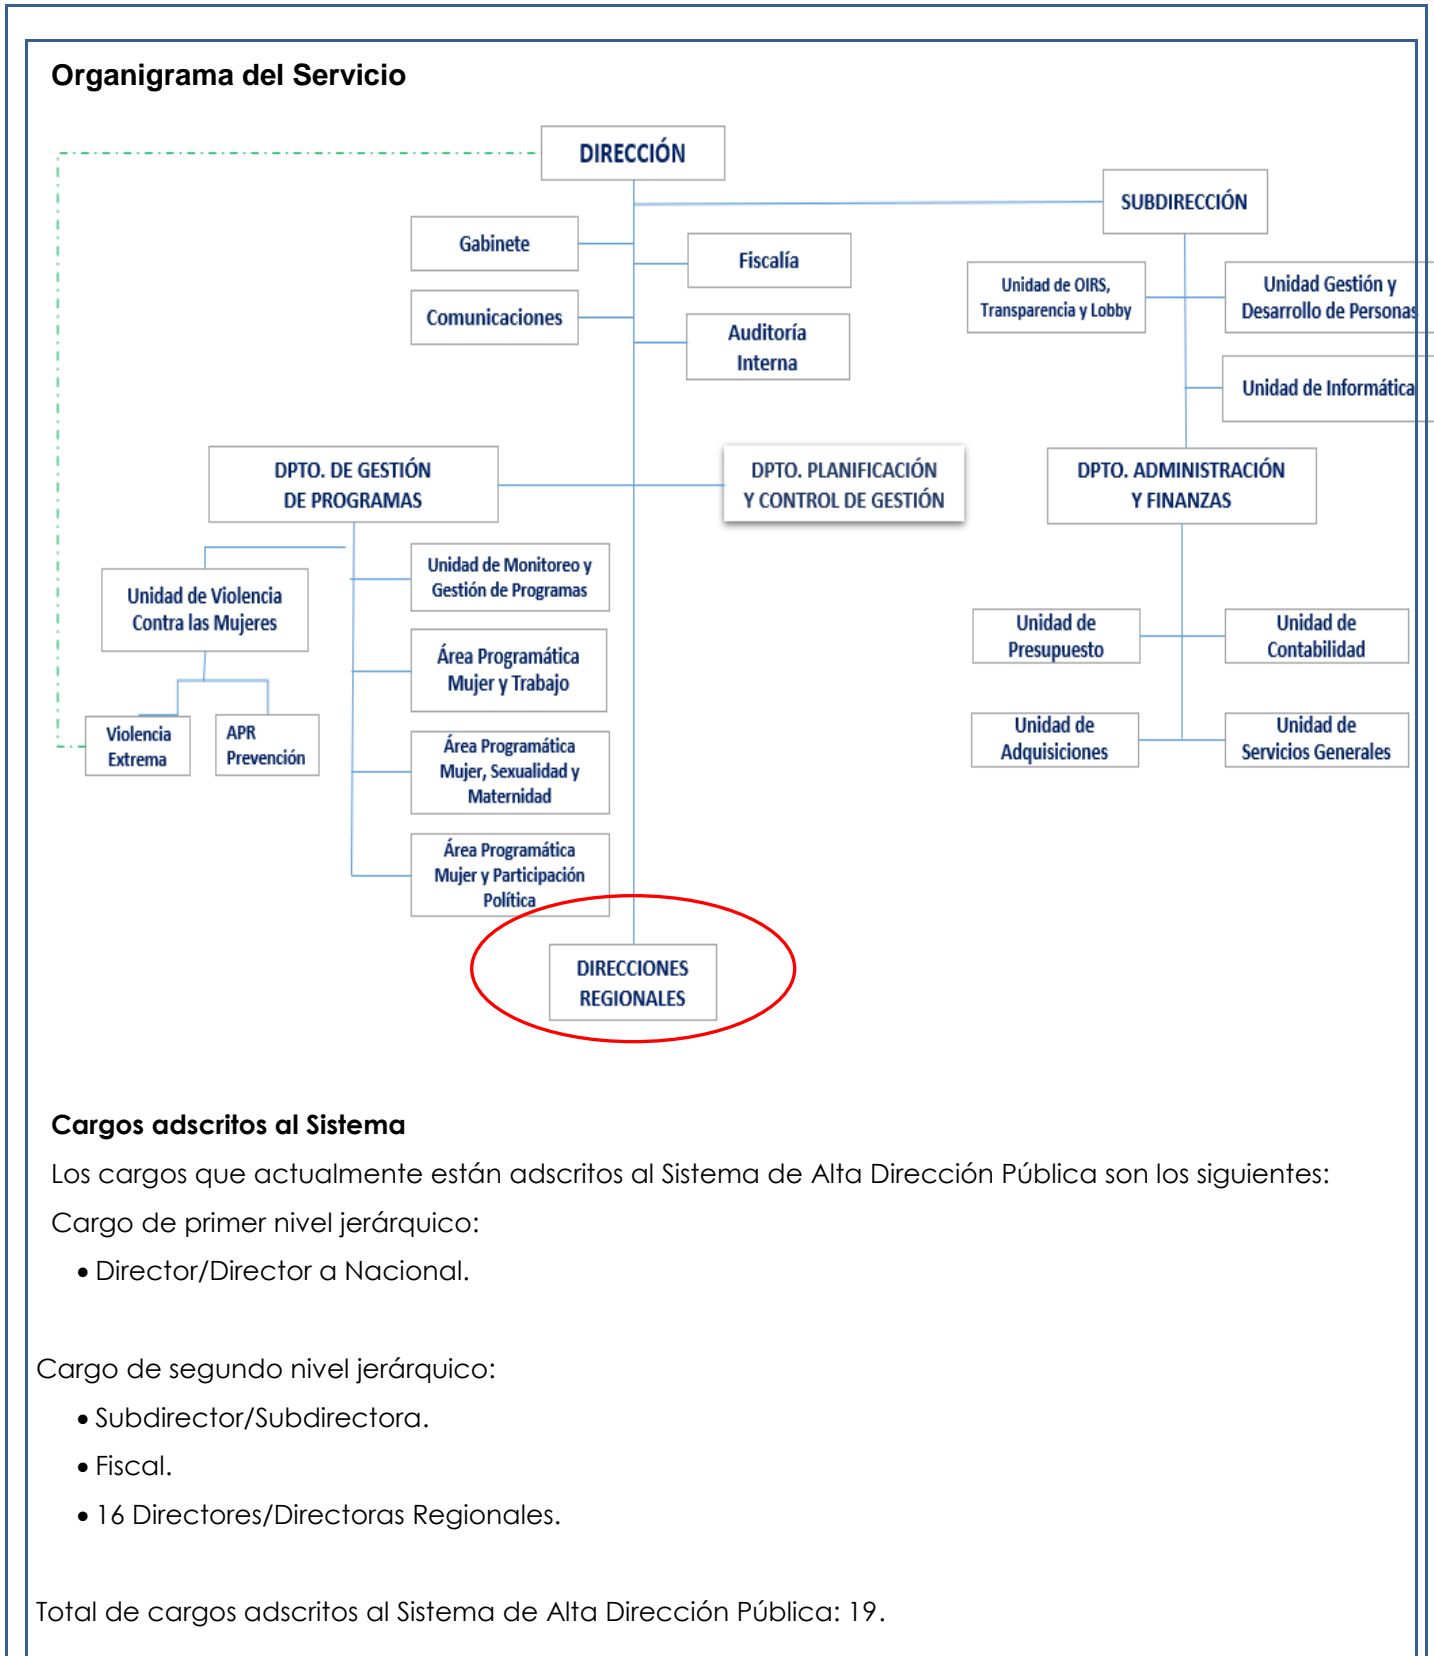 Organigrama del Servicio
DIRECCIÓN
SUBDIRECCIÓN
Gabinete
Fiscalía
Comunicaciones
Auditoría
Interna
Unidad de OIRS,
Transparencia y Lobby
Unidad Gestión y
Desarrollo de Personas
Unidad de Informática
DPTO. DE GESTIÓN
DE PROGRAMAS
DPTO. PLANIFICACIÓN
Y CONTROL DE GESTIÓN
DPTO. ADMINISTRACIÓN
Y FINANZAS
Unidad de Violencia
Contra las Mujeres
Unidad de Monitoreo y
Gestión de Programas
Área Programática
Mujer y Trabajo
Violencia
Extrema
APR
Prevención
Área Programática
Mujer, Sexualidad y
Maternidad
Área Programática
Mujer y Participación
Política
Unidad de
Presupuesto
Unidad de
Contabilidad
Unidad de
Adquisiciones
Unidad de
Servicios Generales
DIRECCIONES
REGIONALES
Cargos adscritos al Sistema
Los cargos que actualmente están adscritos al Sistema de Alta Dirección Pública son los siguientes:
Cargo de primer nivel jerárquico:
• Director/Director a Nacional.
Cargo de segundo nivel jerárquico:
• Subdirector/Subdirectora.
• Fiscal.
• 16 Directores/Directoras Regionales.
Total de cargos adscritos al Sistema de Alta Dirección Pública: 19.